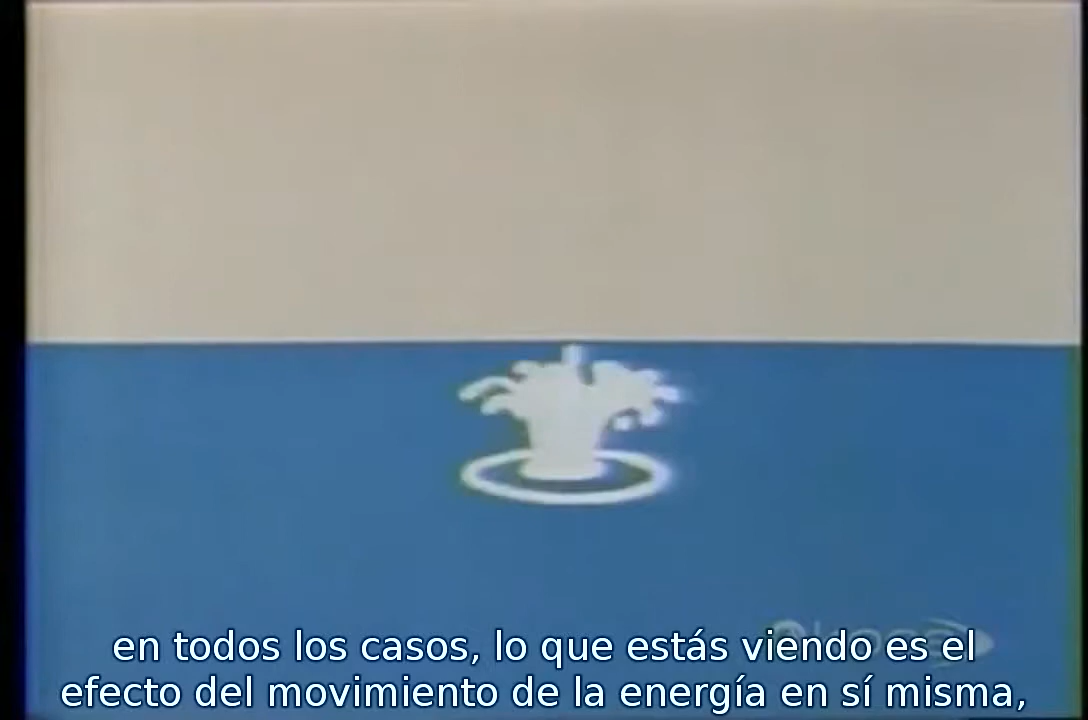 en todos los casos, lo que estás viendo es el
efecto del movimiento de la energía en sí misma,